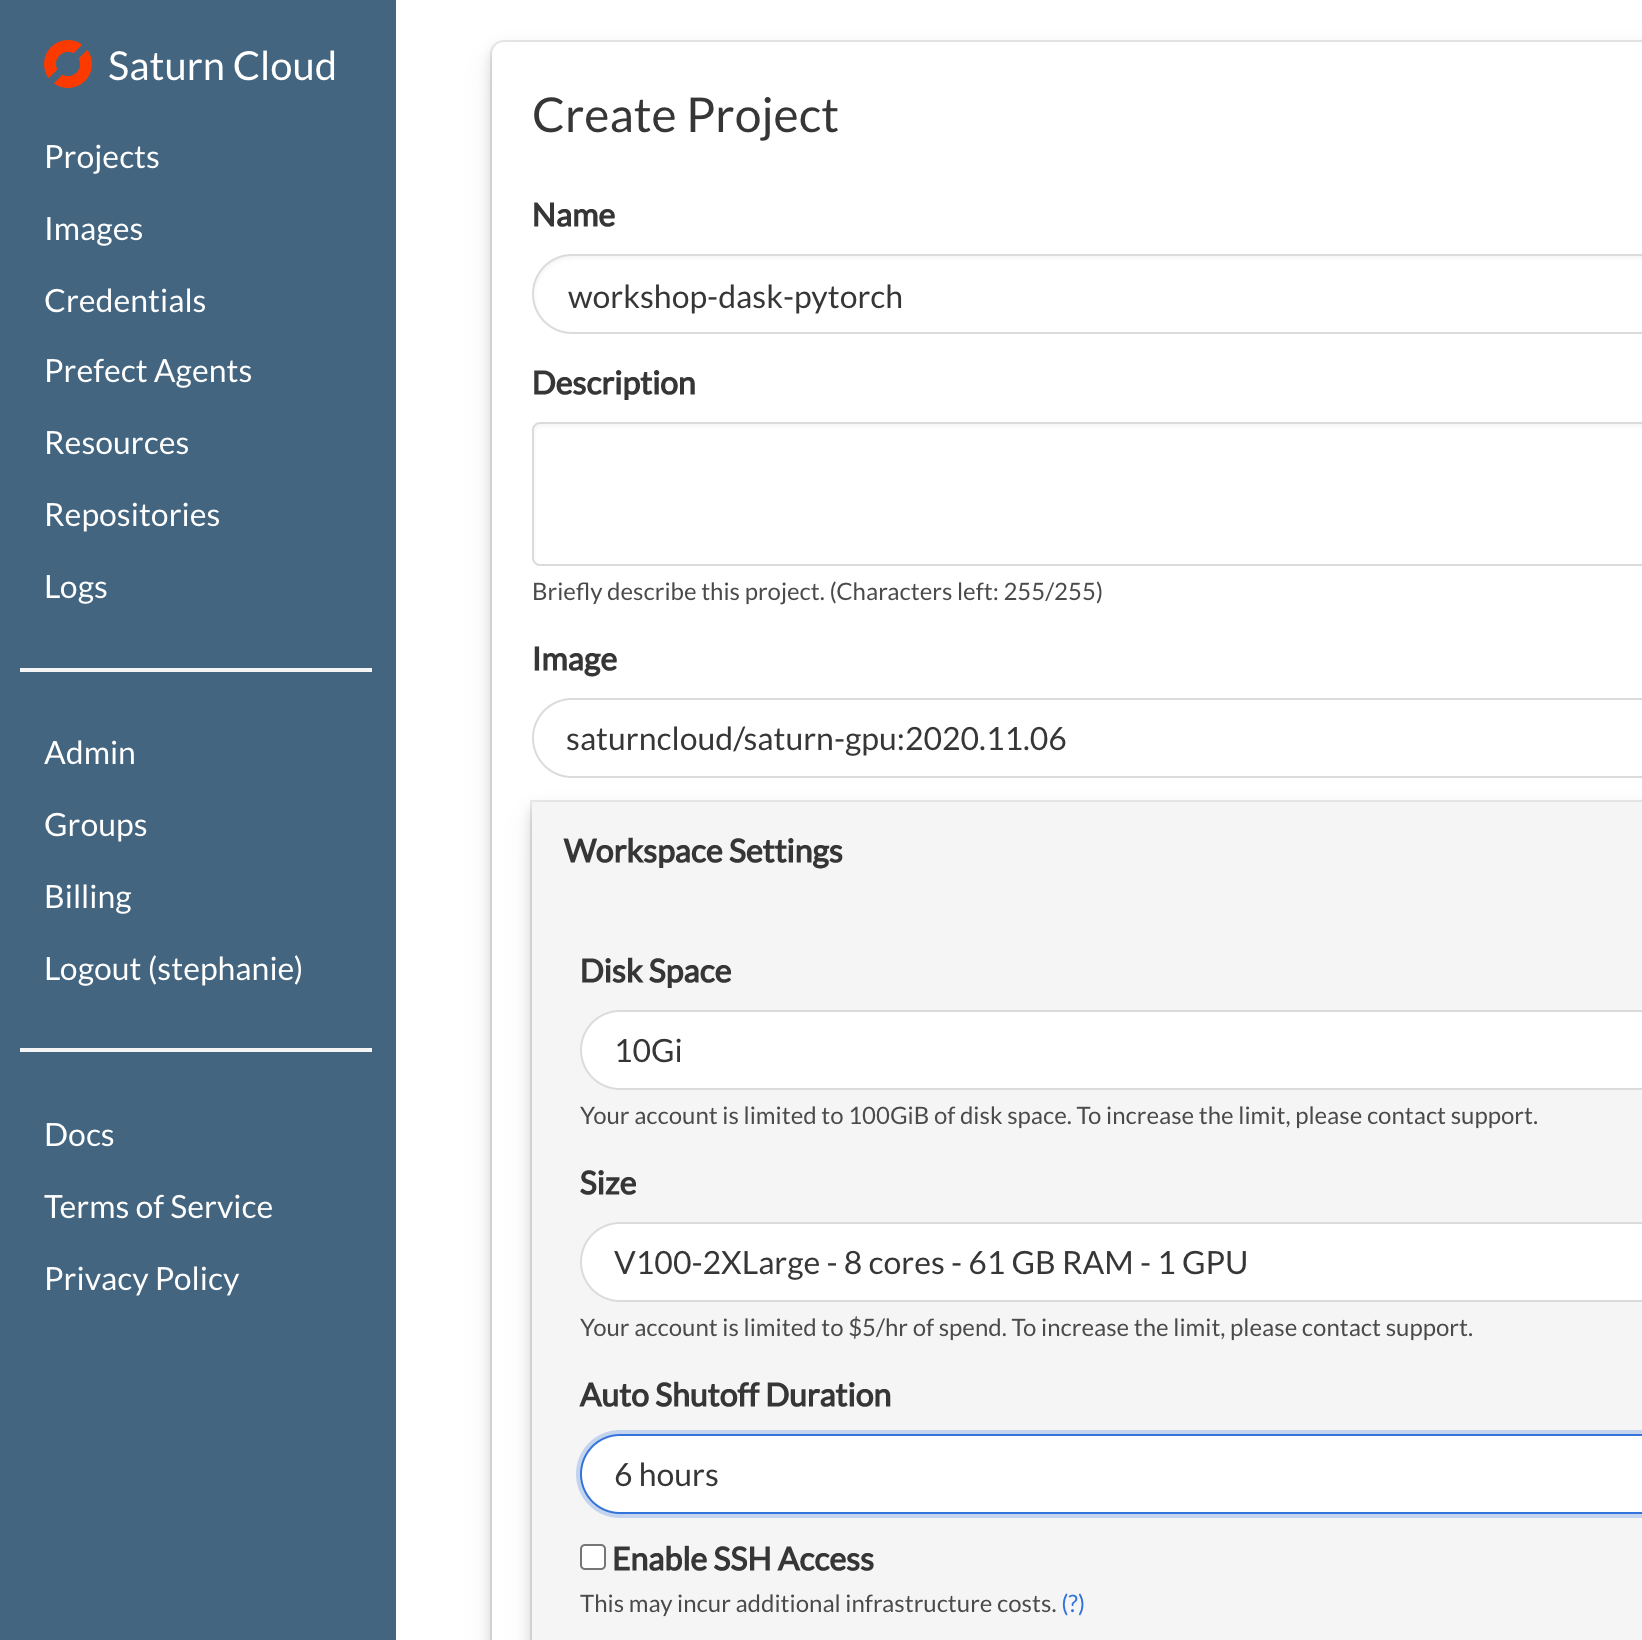 Saturn Cloud
Projects
Images
Credentials
Prefect Agents
Resources
Repositories
Logs
Admin
Groups
Billing
Logout (stephanie)
Docs
Terms of Service
Privacy Policy
Create Project
Name
workshop-dask-pytorch
Description
Briefly describe this project. (Characters left: 255/255)
Image
saturncloud/saturn-gpu:2020.11.06
Workspace Settings
Disk Space
10Gi
Your account is limited to 100GiB of disk space. To increase the limit, please contact support.
Size
V100-2XLarge - 8 cores - 61 GB RAM - 1 GPU
Your account is limited to $5/hr of spend. To increase the limit, please contact support.
Auto Shutoff Duration
6 hours
Enable SSH Access
This may incur additional infrastructure costs. (?)